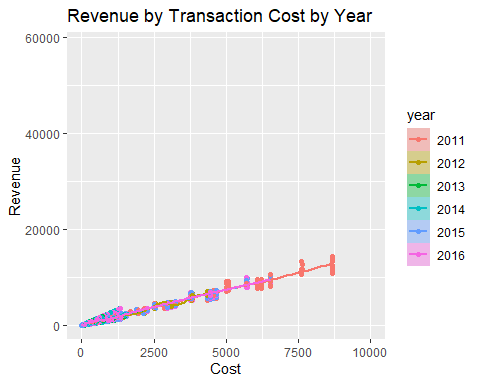 Revenue by Transaction Cost by Year
60000
40000
20000
0
Revenue
0 2500 5000 7500 10000
Cost
year
2011
2012
2013
2014
2015
2016